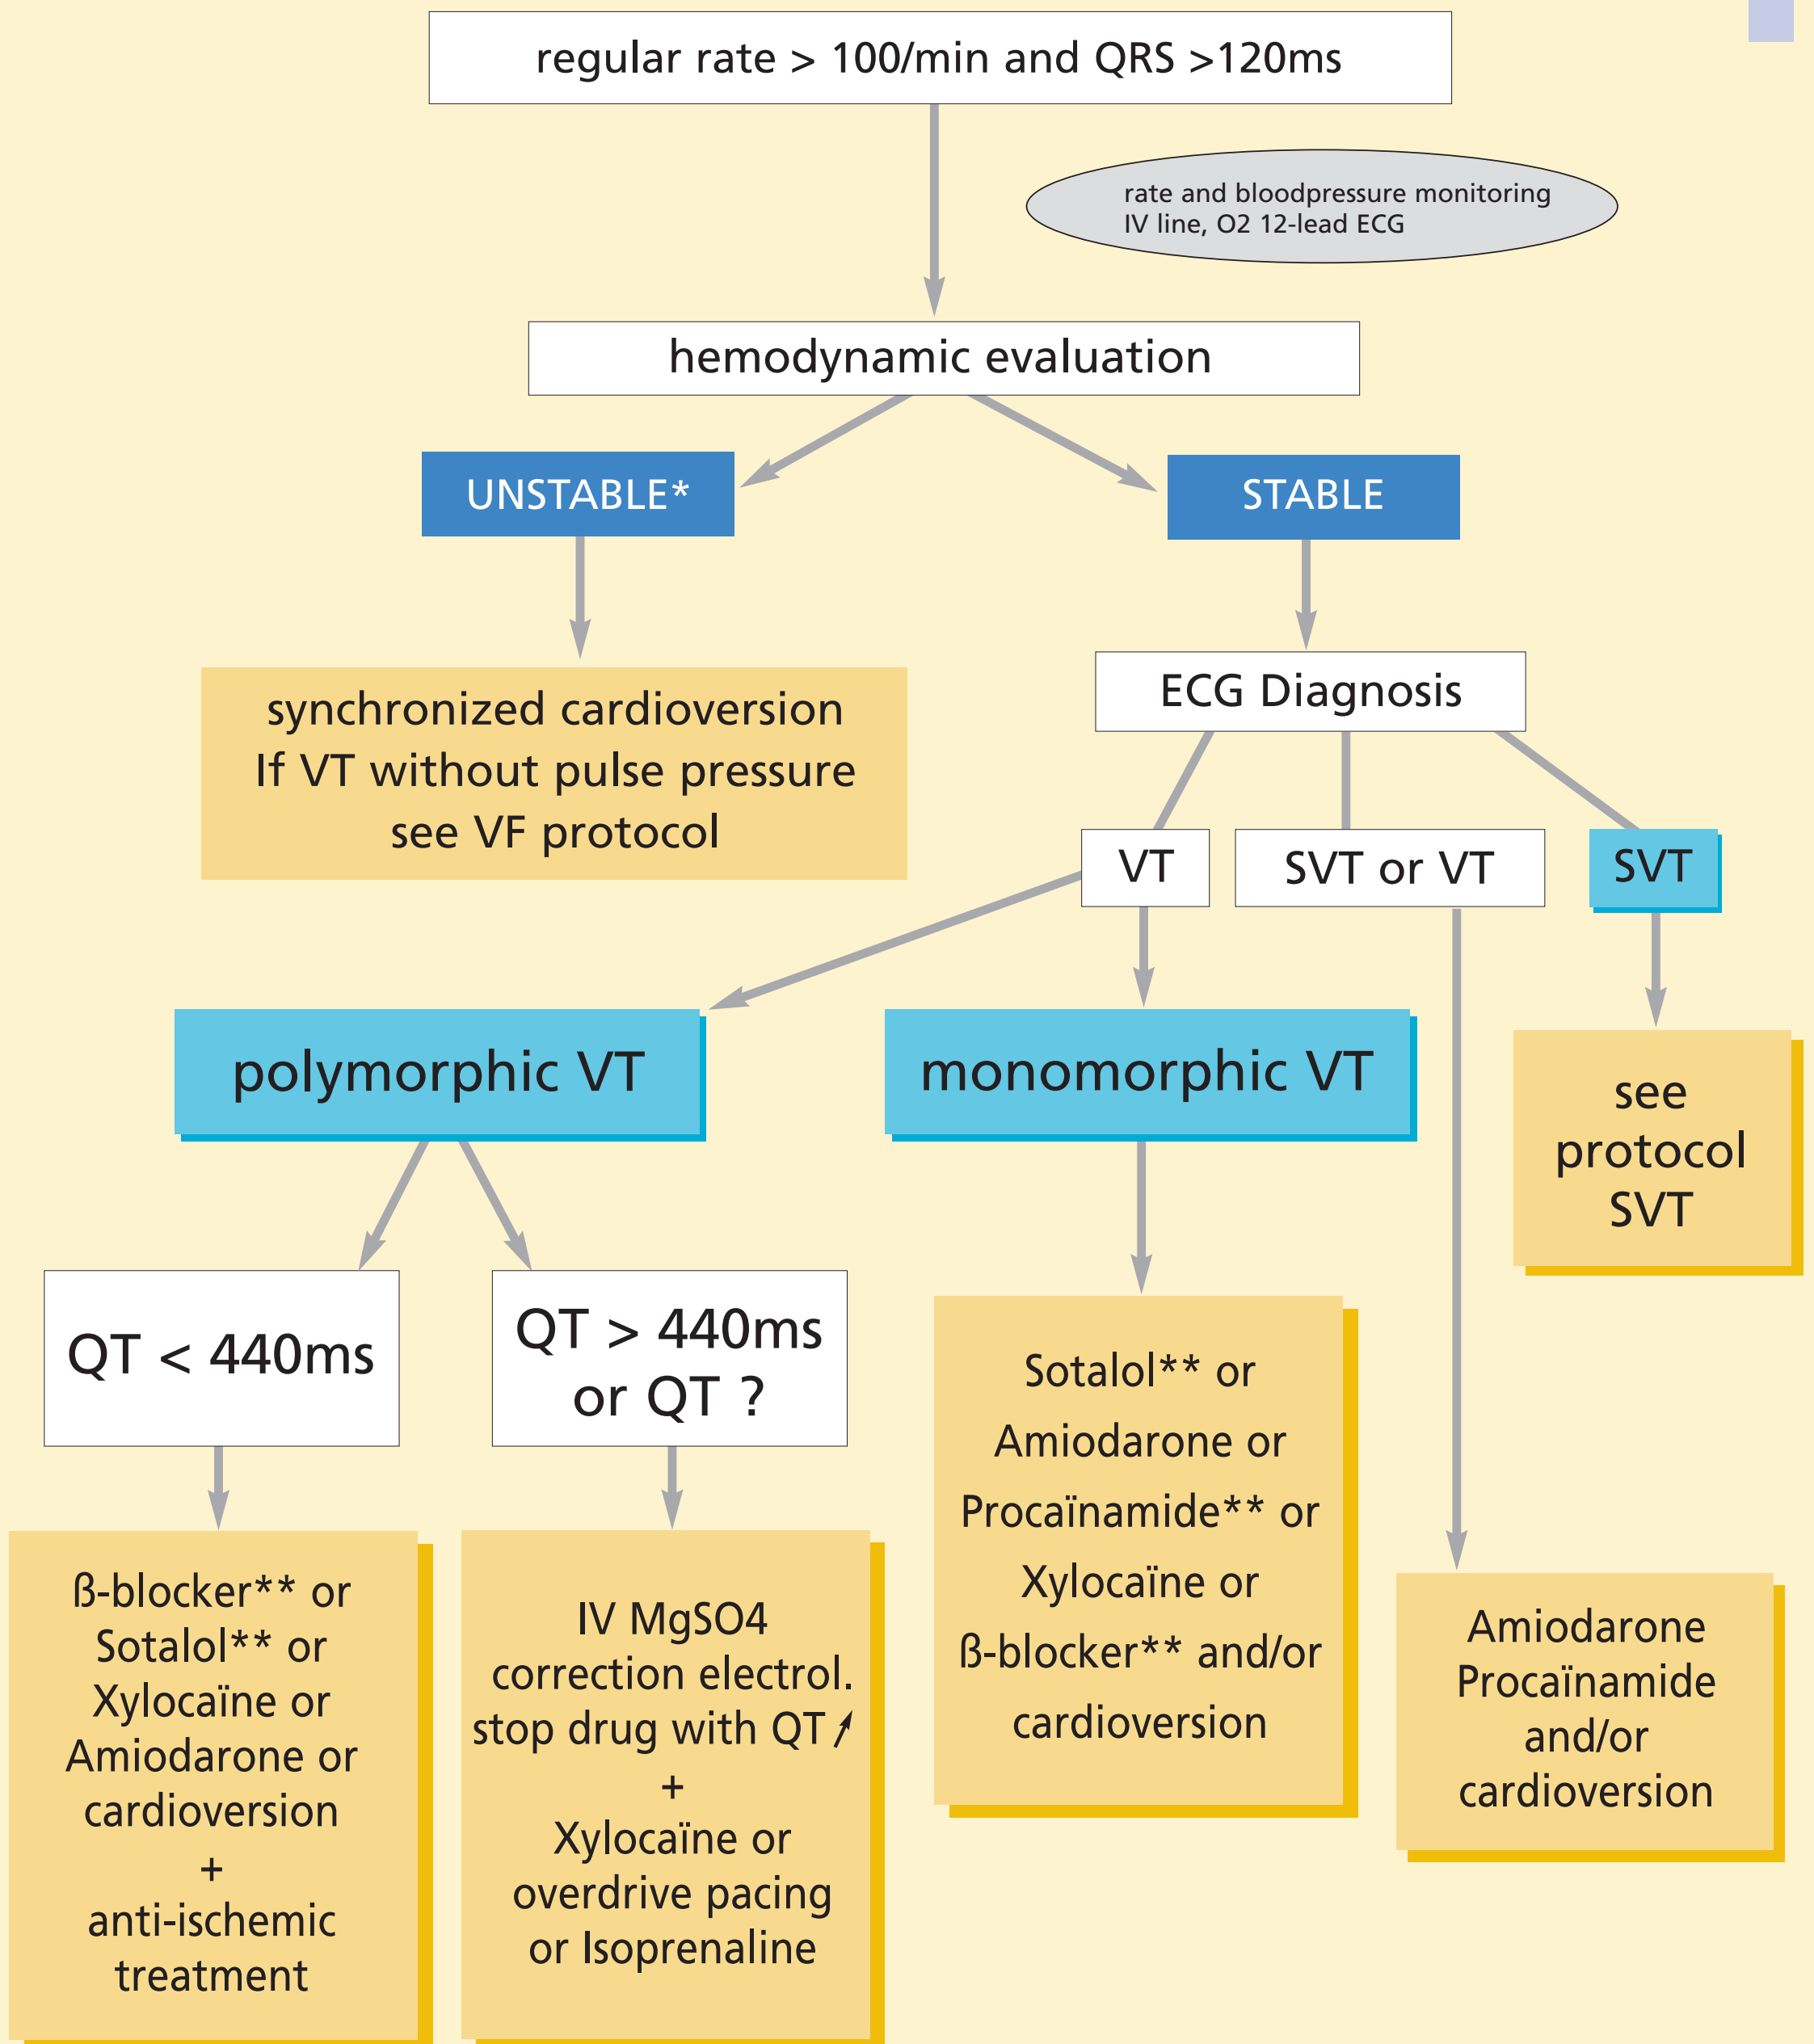 regular rate > 100/min and QRS >120ms
rate and bloodpressure monitoring
IV line, O2 12-lead ECG
hemodynamic evaluation
UNSTABLE*
STABLE
synchronized cardioversion
If VT without pulse pressure
see VF protocol
ECG Diagnosis
VT
SVT or VT
SVT
polymorphic VT
monomorphic VT
see
protocol
SVT
QT < 440ms
QT > 440ms
or QT ?
Sotalol** or
Amiodarone or
Procaïnamide** or
Xylocaïne or
ß-blocker** and/or
cardioversion
ß-blocker** or
Sotalol** or
Xylocaïne or
Amiodarone or
cardioversion
+
anti-ischemic
treatment
IV MgSO4
correction electrol.
stop drug with QT ↗
+
Xylocaïne or
overdrive pacing
or Isoprenaline
Amiodarone
Procaïnamide
and/or
cardioversion